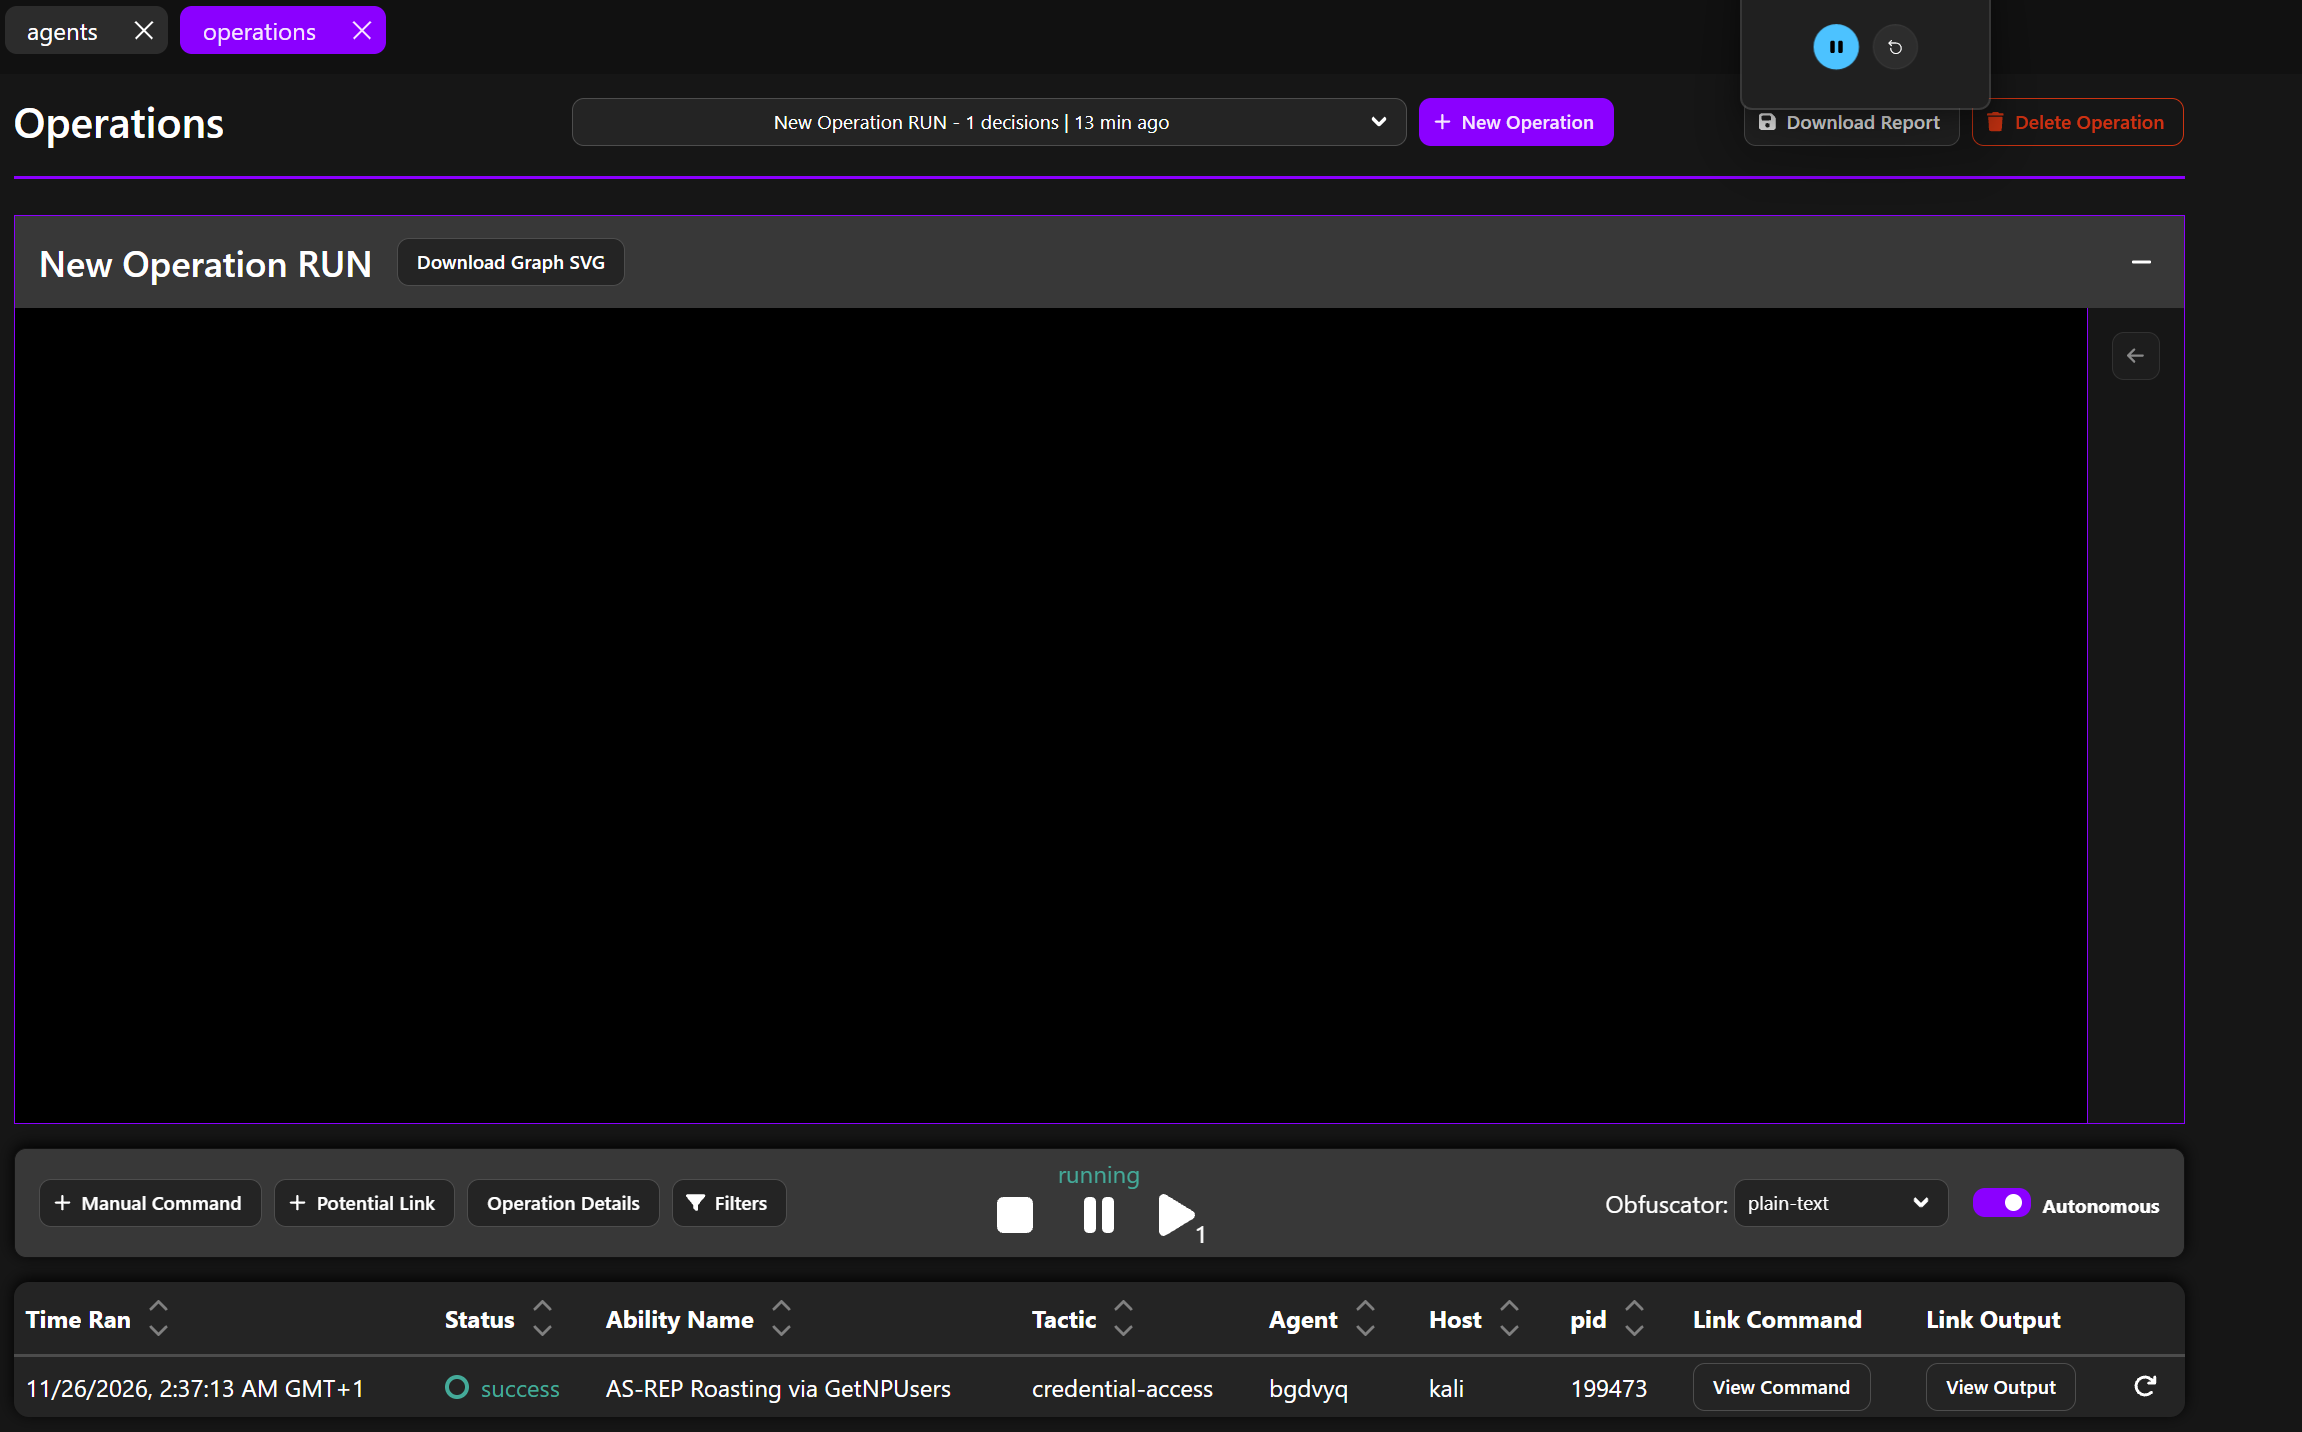 agents
operations
Operations
New Operation RUN - 1 decisions | 13 min ago
New Operation
Download Report
Delete Operation
New Operation RUN
Download Graph SVG
running
Manual Command
Potential Link
Operation Details
Filters
1
Obfuscator:
plain-text
Autonomous
Time Ran Status Ability Name Tactic Agent Host pid Link Command Link Output
11/26/2026, 2:37:13 AM GMT+1 success AS-REP Roasting via GetNPUsers credential-access bgdvyq kali 199473 View Command View Output